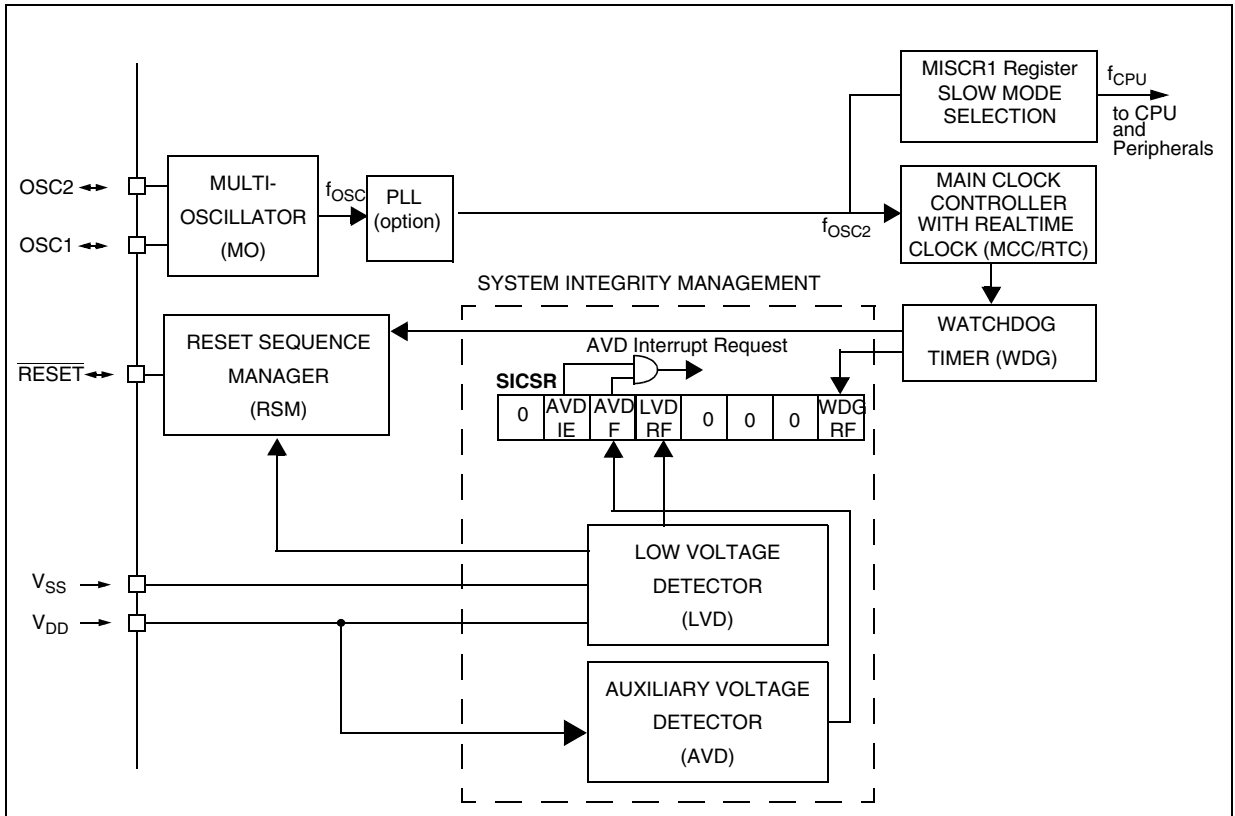 MISCR1 Register
SLOW MODE
SELECTION
fCPU
to CPU
and
Peripherals
OSC2
OSC1
MULTI-
OSCILLATOR
(MO)
fOSC
PLL
(option)
fOSC2
MAIN CLOCK
CONTROLLER
WITH REALTIME
CLOCK (MCC/RTC)
SYSTEM INTEGRITY MANAGEMENT
RESET
RESET SEQUENCE
MANAGER
(RSM)
WATCHDOG
TIMER (WDG)
AVD Interrupt Request
SICSR
0
AVD
IE
AVD
F
LVD
RF
0
0
0
WDG
RF
VSS
VDD
LOW VOLTAGE
DETECTOR
(LVD)
AUXILIARY VOLTAGE
DETECTOR
(AVD)